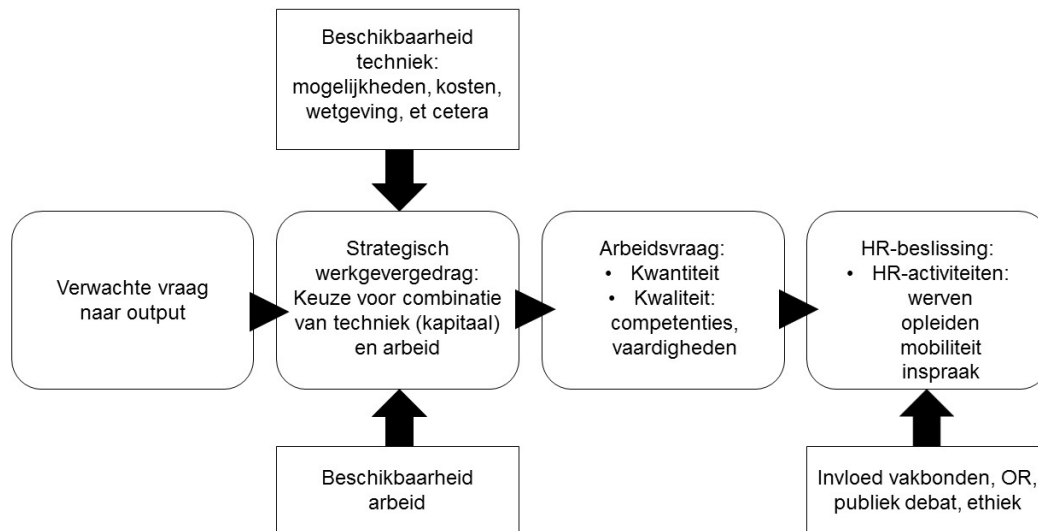 Beschikbaarheid
techniek:
mogelijkheden, kosten,
wetgeving, et cetera
Verwachte vraag
naar output
Strategisch
werkgevergedrag:
Keuze voor combinatie
van techniek (kapitaal)
en arbeid
Arbeidsvraag:
• Kwantiteit
• Kwaliteit:
competenties,
vaardigheden
HR-beslissing:
• HR-activiteiten:
werven
opleiden
mobiliteit
inspraak
Beschikbaarheid
arbeid
Invloed vakbonden, OR,
publiek debat, ethiek